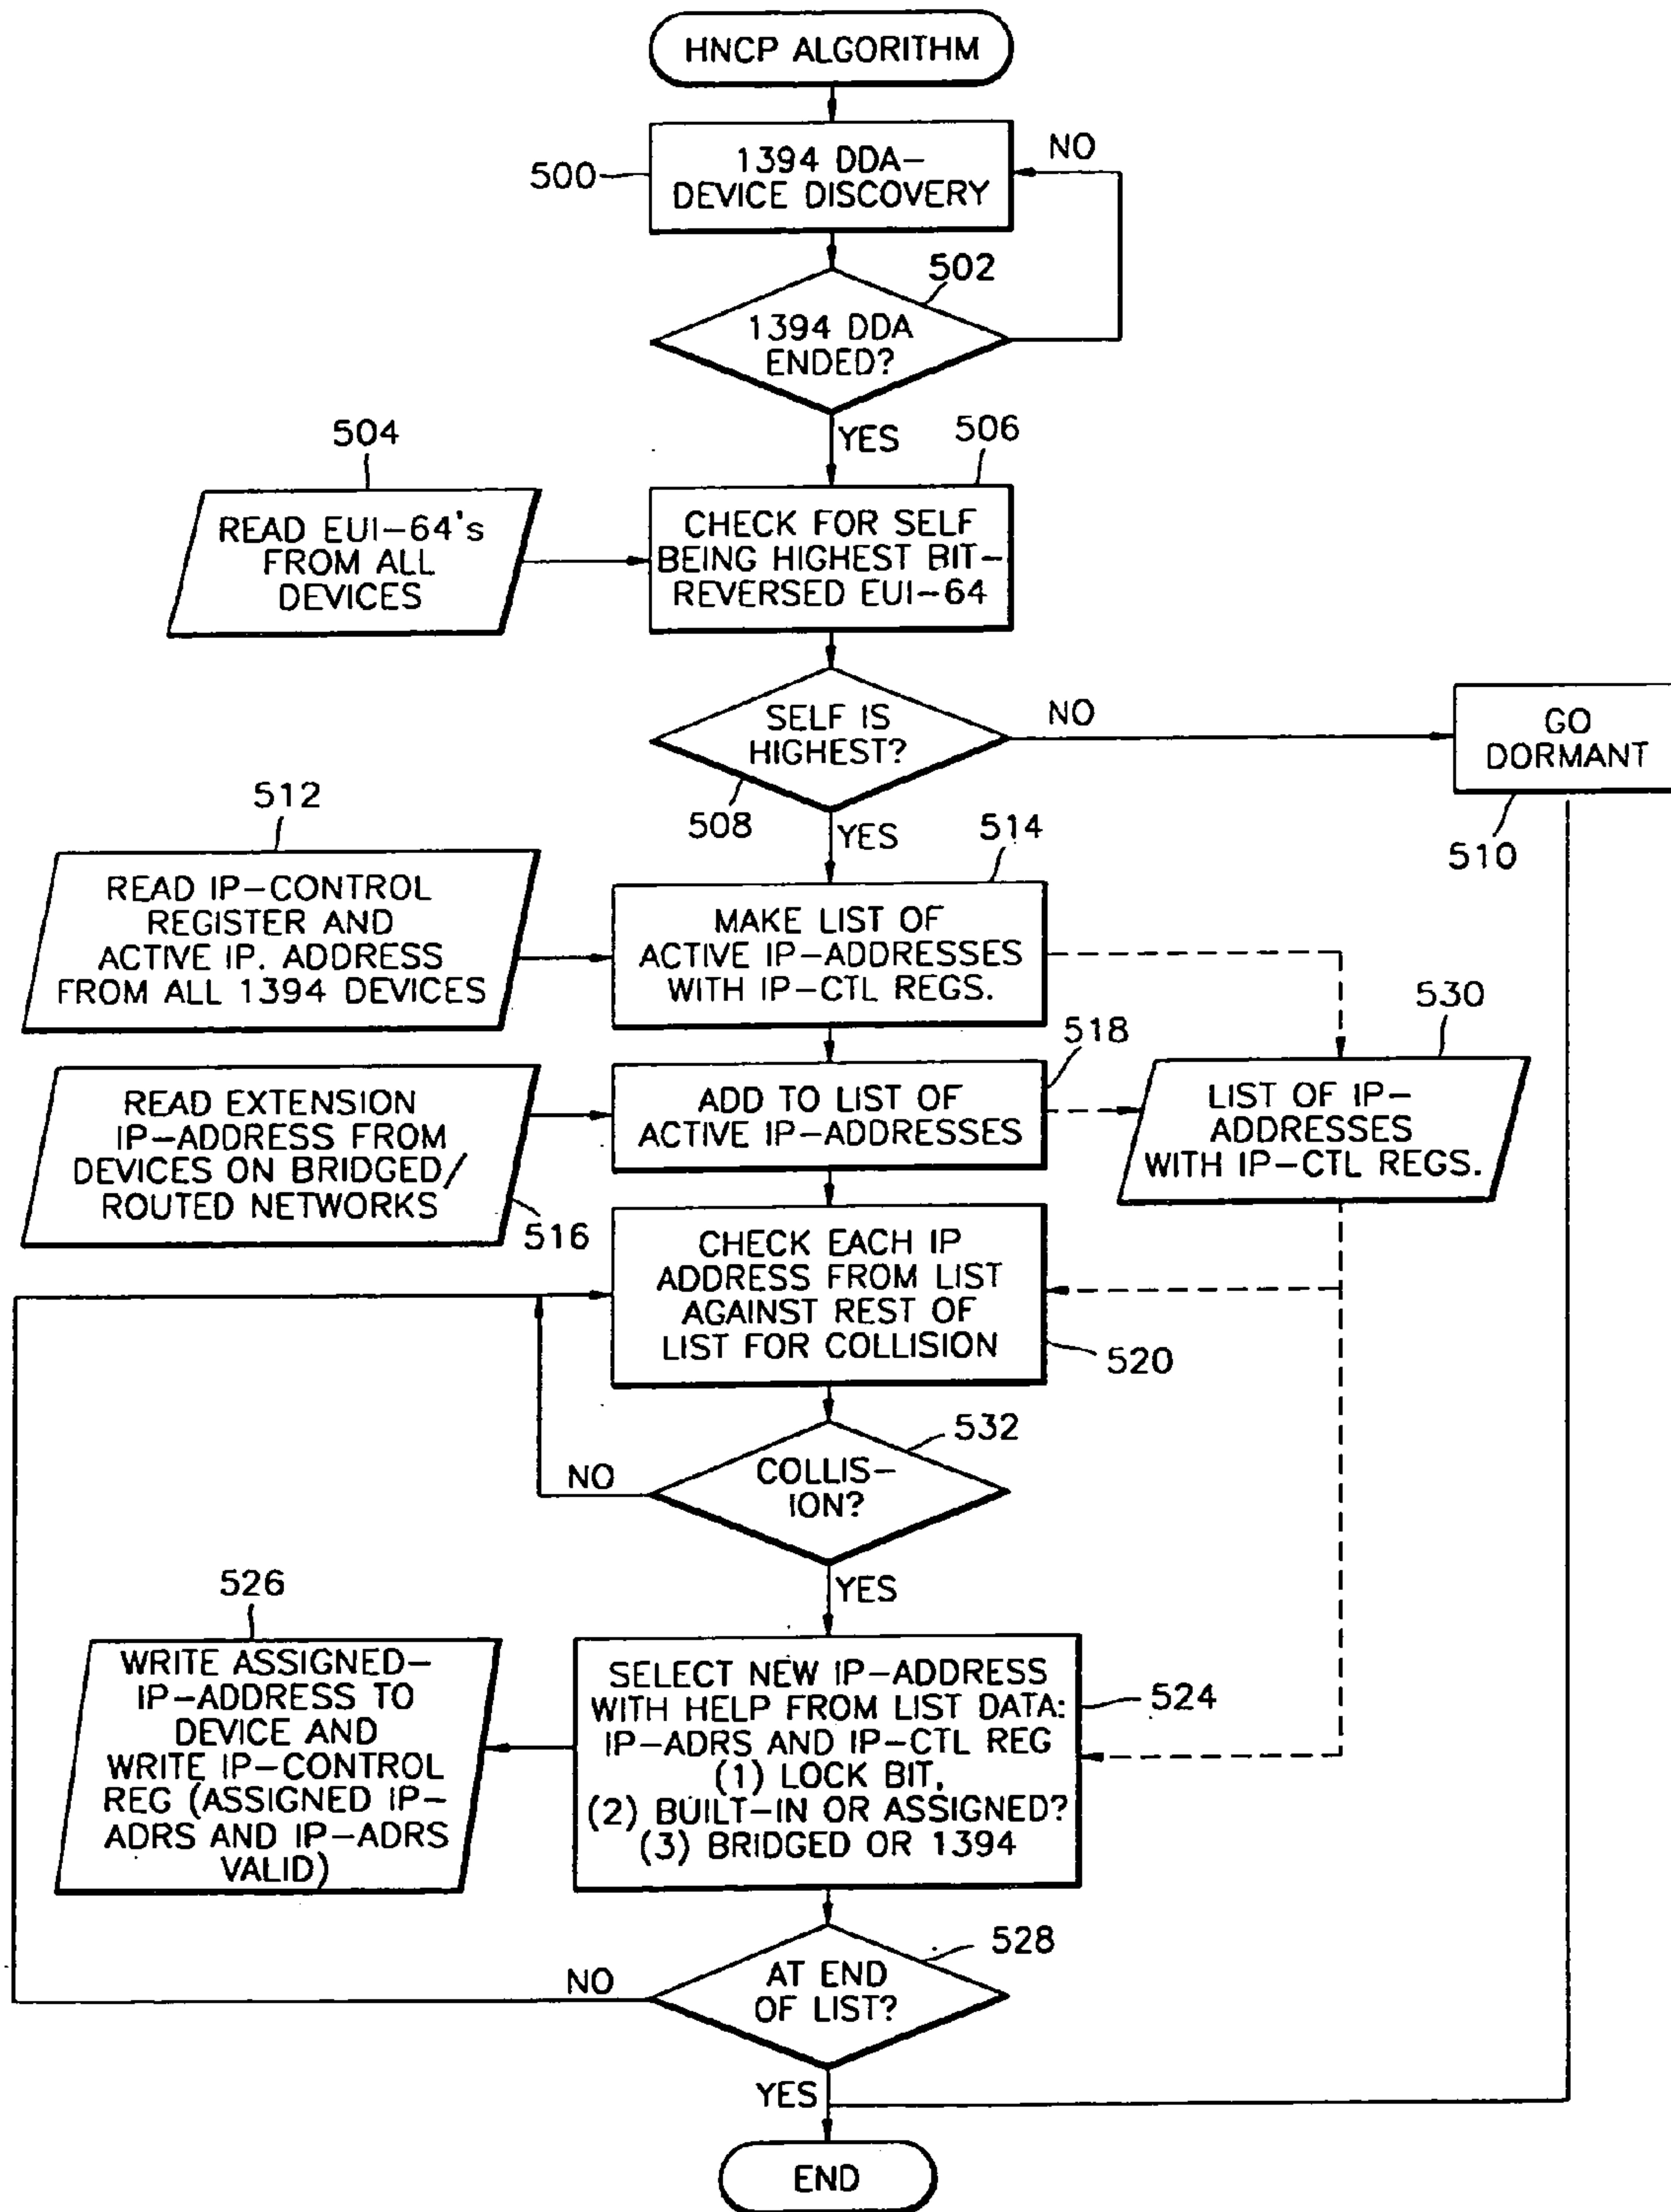 HNCP ALGORITHM
500
1394 DDA-
DEVICE DISCOVERY
NO
502
1394 DDA
ENDED?
YES
504
READ EUI-64's
FROM ALL
DEVICES
506
CHECK FOR SELF
BEING HIGHEST BIT-
REVERSED EUI-64
SELF IS
HIGHEST?
508
NO
GO
DORMANT
510
YES
512
READ IP-CONTROL
REGISTER AND
ACTIVE IP. ADDRESS
FROM ALL 1394 DEVICES
514
MAKE LIST OF
ACTIVE IP-ADDRESSES
WITH IP-CTL REGS.
530
LIST OF IP-
ADDRESSES
WITH IP-CTL REGS.
READ EXTENSION
IP-ADDRESS FROM
DEVICES ON BRIDGED/
ROUTED NETWORKS
516
518
ADD TO LIST OF
ACTIVE IP-ADDRESSES
CHECK EACH IP
ADDRESS FROM LIST
AGAINST REST OF
LIST FOR COLLISION
520
532
COLLIS-
ION?
NO
YES
526
WRITE ASSIGNED-
IP-ADDRESS TO
DEVICE AND
WRITE IP-CONTROL
REG (ASSIGNED IP-
ADRS AND IP-ADRS
VALID)
SELECT NEW IP-ADDRESS
WITH HELP FROM LIST DATA:
IP-ADRS AND IP-CTL REG
(1) LOCK BIT,
(2) BUILT-IN OR ASSIGNED?
(3) BRIDGED OR 1394
524
528
AT END
OF LIST?
NO
YES
END